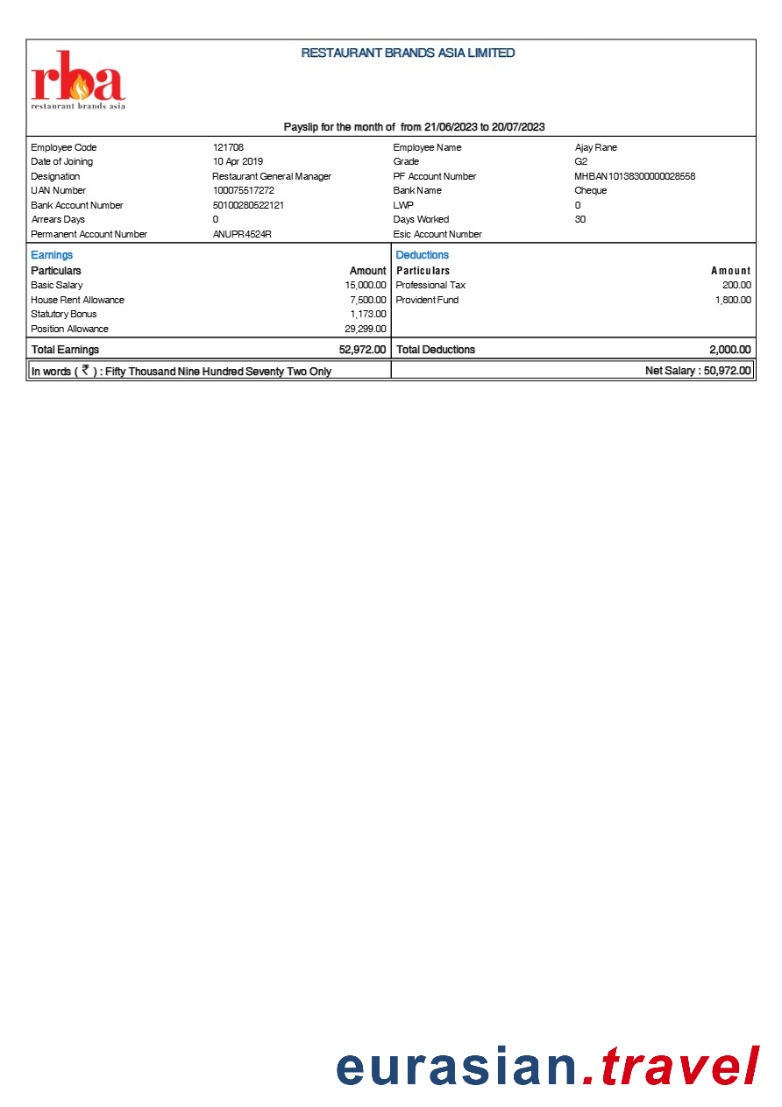 RESTAURANT BRANDS ASIA LIMITED
rba
restaurant brands asia
Payslip for the month of from 21/06/2023 to 20/07/2023
Employee Code 121708 Employee Name Ajay Rane
Date of Joining 10 Apr 2019 Grade G2
Designation Restaurant General Manager PF Account Number MHBAN10138300000028558
UAN Number 100075517272 Bank Name Cheque
Bank Account Number 50100280522121 LWP 0
Arrears Days 0 Days Worked 30
Permanent Account Number ANUPR4524R Esic Account Number
Earnings Deductions
Particulars Amount Particulars Amount
Basic Salary 15,000.00 Professional Tax 200.00
House Rent Allowance 7,500.00 Provident Fund 1,800.00
Statutory Bonus 1,173.00
Position Allowance 29,299.00
Total Earnings 52,972.00 Total Deductions 2,000.00
In words ( ₹ ) : Fifty Thousand Nine Hundred Seventy Two Only Net Salary : 50,972.00
eurasian.travel